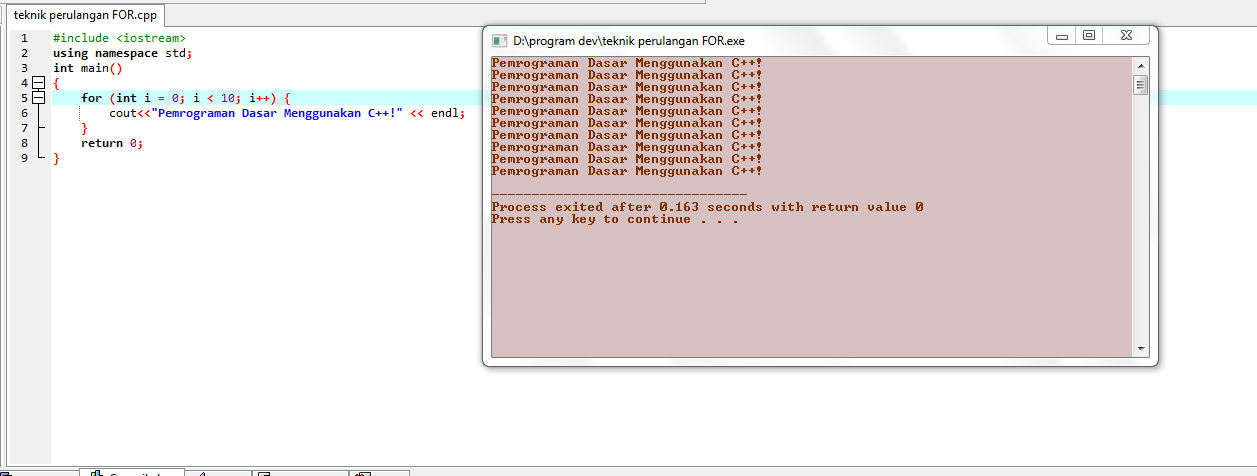 teknik perulangan FOR.cpp
1 #include <iostream>
2 using namespace std;
3 int main()
4 {
5 for (int i = 0; i < 10; i++) {
6 cout<<"Pemrograman Dasar Menggunakan C++!" << endl;
7 }
8 return 0;
9 }
D:\program dev\teknik perulangan FOR.exe
Pemrograman Dasar Menggunakan C++!
Pemrograman Dasar Menggunakan C++!
Pemrograman Dasar Menggunakan C++!
Pemrograman Dasar Menggunakan C++!
Pemrograman Dasar Menggunakan C++!
Pemrograman Dasar Menggunakan C++!
Pemrograman Dasar Menggunakan C++!
Pemrograman Dasar Menggunakan C++!
Pemrograman Dasar Menggunakan C++!
Pemrograman Dasar Menggunakan C++!
--------------------------------
Process exited after 0.163 seconds with return value 0
Press any key to continue . . .